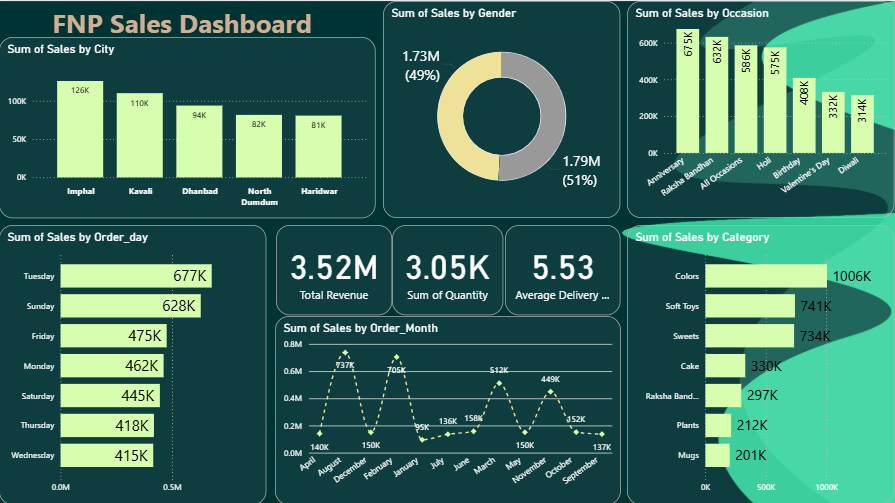 FNP Sales Dashboard
Sum of Sales by City
126K
110K
94K
82K
81K
100K
50K
0K
Imphal
Kavali
Dhanbad
North
Dumdum
Haridwar
Sum of Sales by Gender
1.73M
(49%)
1.79M
(51%)
Sum of Sales by Occasion
600K
400K
200K
0K
675K
632K
586K
575K
408K
332K
314K
Anniversary
Raksha Bandhan
All Occasions
Holi
Birthday
Valentine's Day
Diwali
Sum of Sales by Order_day
Tuesday 677K
Sunday 628K
Friday 475K
Monday 462K
Saturday 445K
Thursday 418K
Wednesday 415K
0.0M 0.5M
3.52M
Total Revenue
3.05K
Sum of Quantity
5.53
Average Delivery ...
Sum of Sales by Order_Month
0.8M
0.6M
0.4M
0.2M
0.0M
140K
737K
150K
705K
95K
136K
158K
512K
150K
449K
152K
137K
April
August
December
February
January
July
June
March
May
November
October
September
Sum of Sales by Category
Colors 1006K
Soft Toys 741K
Sweets 734K
Cake 330K
Raksha Band... 297K
Plants 212K
Mugs 201K
0K 500K 1000K